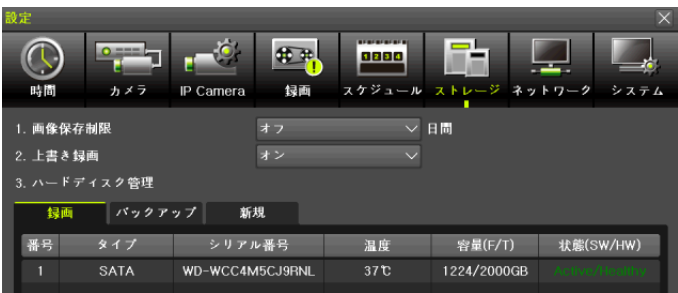 設定
時間 カメラ IP Camera 録画 スケジュール ストレージ ネットワーク システム
1. 画像保存制限 オフ 日間
2. 上書き録画 オン
3. ハードディスク管理
録画 バックアップ 新規
番号 タイプ シリアル番号 温度 容量(F/T) 状態(SW/HW)
1 SATA WD-WCC4M5CJ9RNL 37℃ 1224/2000GB Active/Healthy